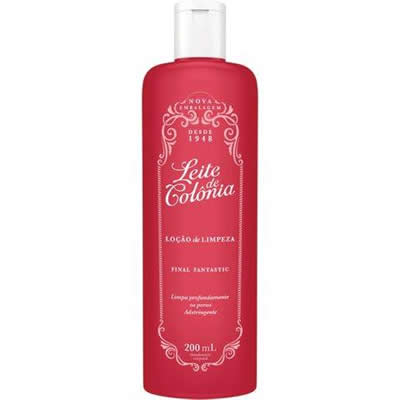 NOVA
EMBALAGEM
DESDE
1948
Leite
de
Colônia
LOÇÃO de LIMPEZA
FINAL FANTASTIC
Limpa profundamente
os poros
Adstringente
200 mL